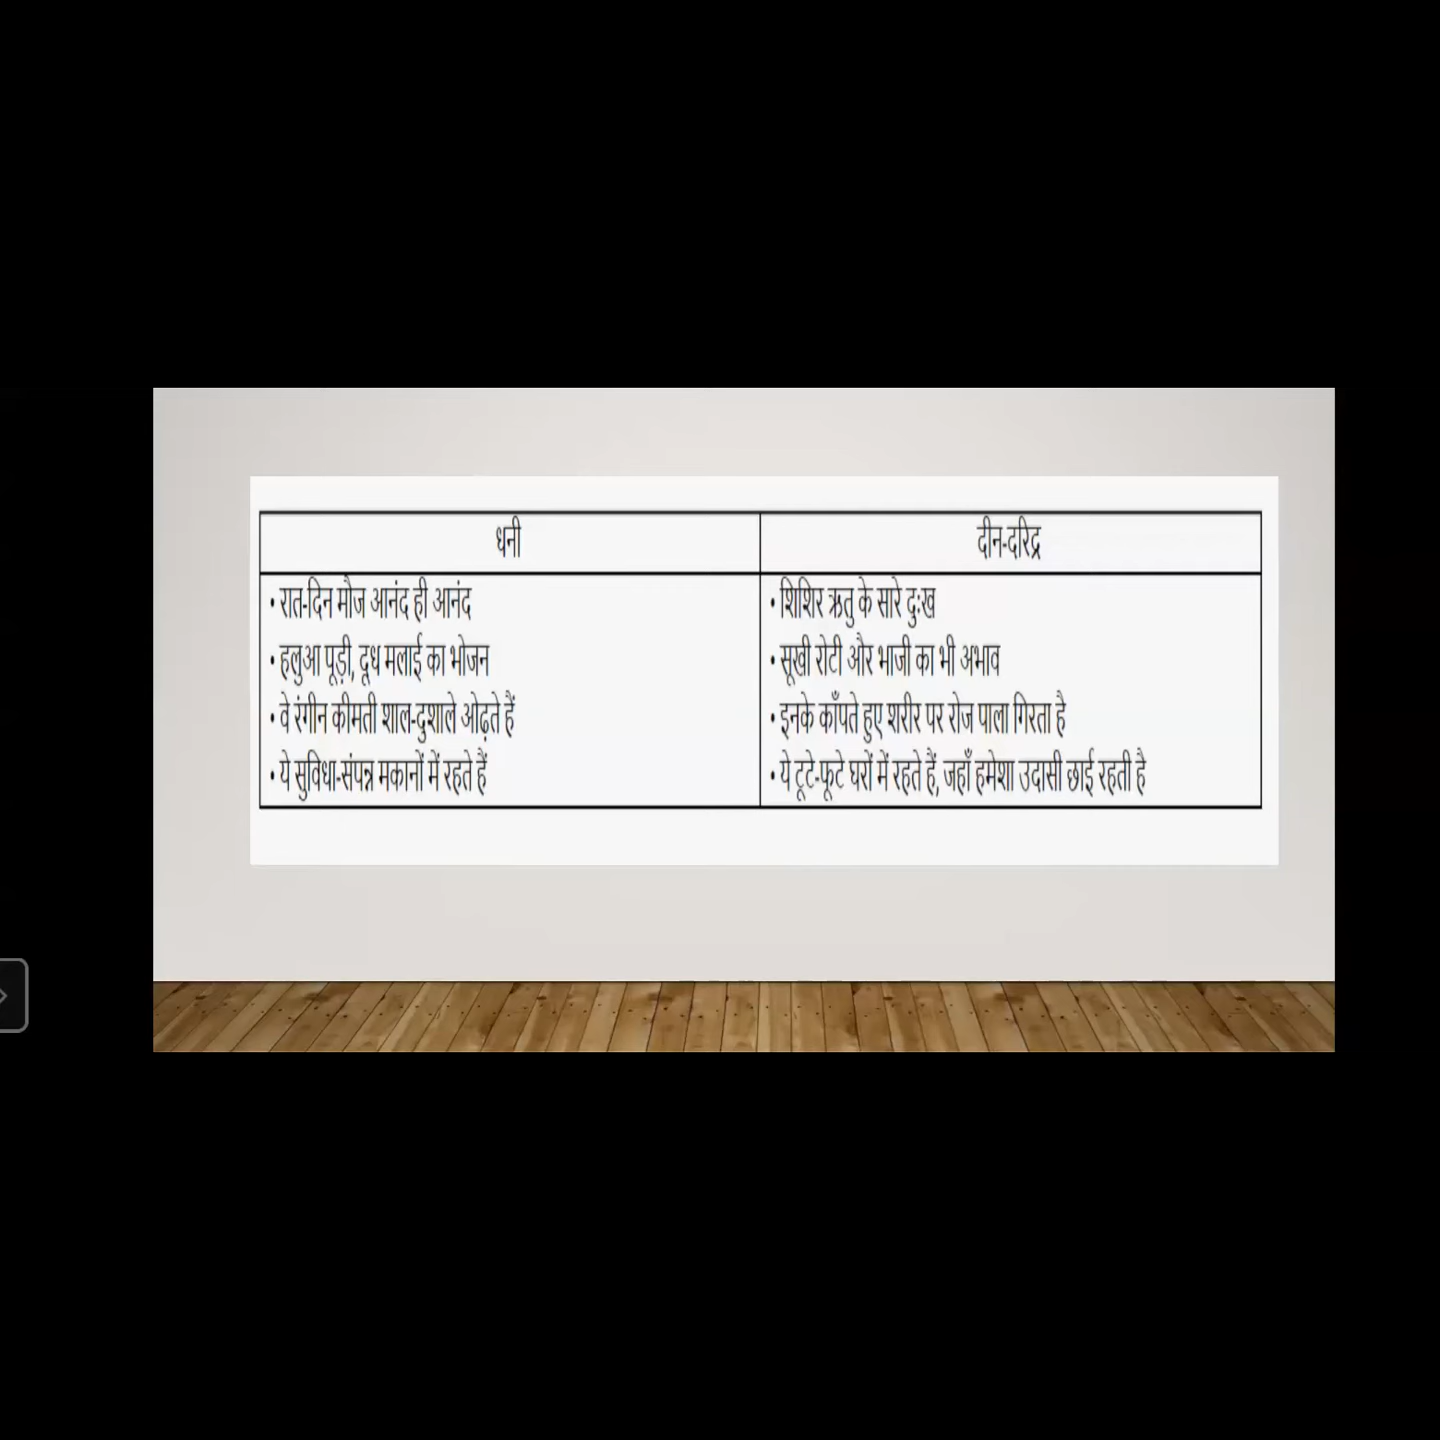 धनी
दीन-दरिद्र
• रात-दिन मौज आनंद ही आनंद
• हलुआ पूड़ी, दूध मलाई का भोजन
• वे रंगीन कीमती शाल-दुशाले ओढ़ते हैं
• ये सुविधा-संपन्न मकानों में रहते हैं
• शिशिर ऋतु के सारे दुःख
• सूखी रोटी और भाजी का भी अभाव
• इनके काँपते हुए शरीर पर रोज पाला गिरता है
• ये टूटे-फूटे घरों में रहते हैं, जहाँ हमेशा उदासी छाई रहती है